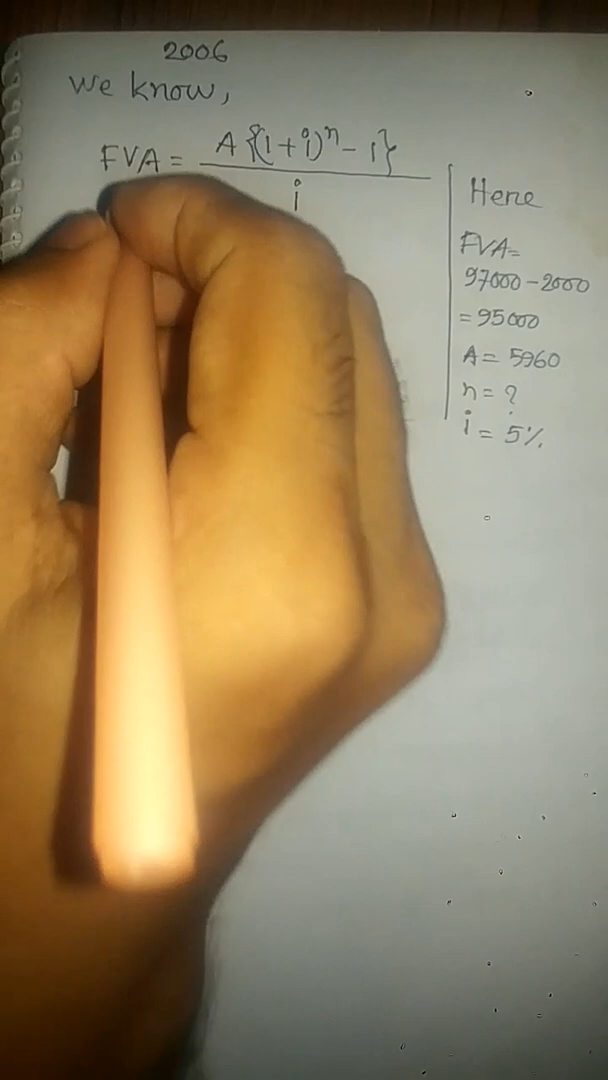 2006
We know,
FVA = A{(1+i)ⁿ - 1}
i
Here
FVA=
97000-2000
= 95000
A = 5960
n = ?
i = 5%